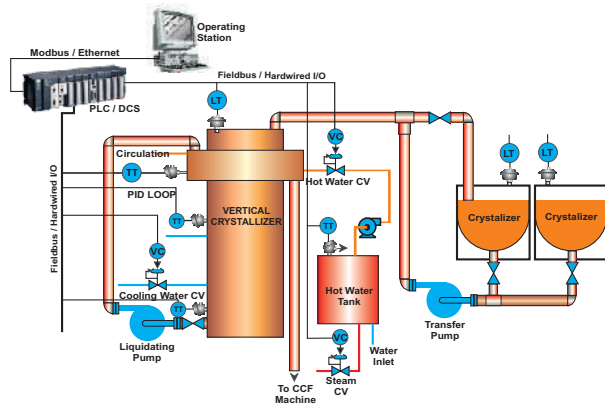 Operating
Station
Modbus / Ethernet
PLC / DCS
Fieldbus / Hardwired I/O
LT
VC
LT
LT
Circulation
TT
Hot Water CV
PID LOOP
TT
VERTICAL
CRYSTALLIZER
TT
Crystalizer
Crystalizer
Fieldbus / Hardwired I/O
VC
Cooling Water CV
Hot Water
Tank
TT
Liquidating
Pump
VC
Transfer
Pump
Water
Inlet
Steam
CV
To CCF
Machine